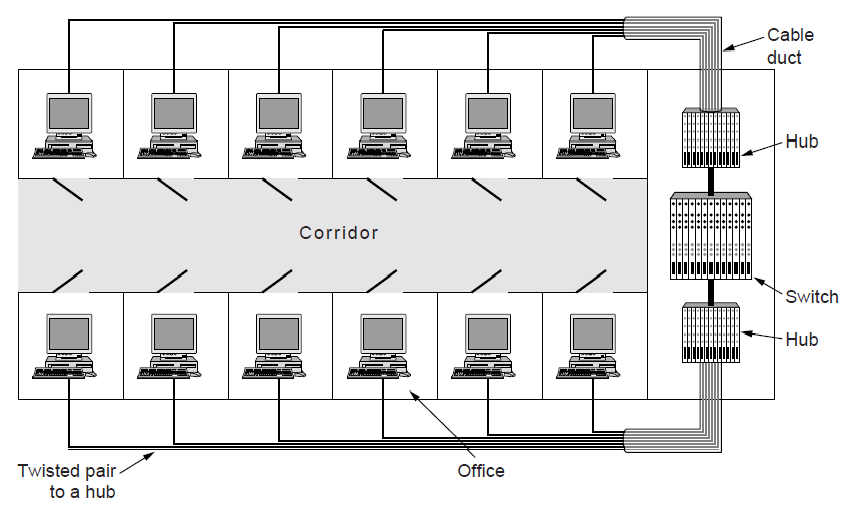 Cable
duct
Hub
Corridor
Switch
Hub
Twisted pair
to a hub
Office